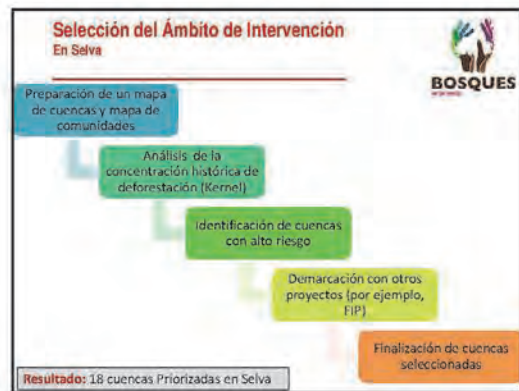 Selección del Ámbito de Intervención
En Selva
BOSQUES
Preparación de un mapa
de cuencas y mapa de
comunidades
Análisis de la
concentración histórica de
deforestación (Kernel)
Identificación de cuencas
con alto riesgo
Demarcación con otros
proyectos (por ejemplo,
FIP)
Finalización de cuencas
seleccionadas
Resultado: 18 cuencas Priorizadas en Selva